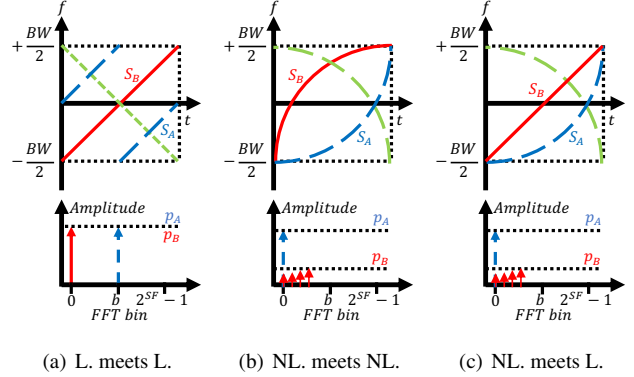 f
+ BW/2
S_B
S_A
t
− BW/2
Amplitude
p_A
p_B
0
b
2^{SF} − 1
FFT bin
(a) L. meets L.
f
+ BW/2
S_B
S_A
t
− BW/2
Amplitude
p_A
p_B
0
b
2^{SF} − 1
FFT bin
(b) NL. meets NL.
f
+ BW/2
S_B
S_A
t
− BW/2
Amplitude
p_A
p_B
0
b
2^{SF} − 1
FFT bin
(c) NL. meets L.